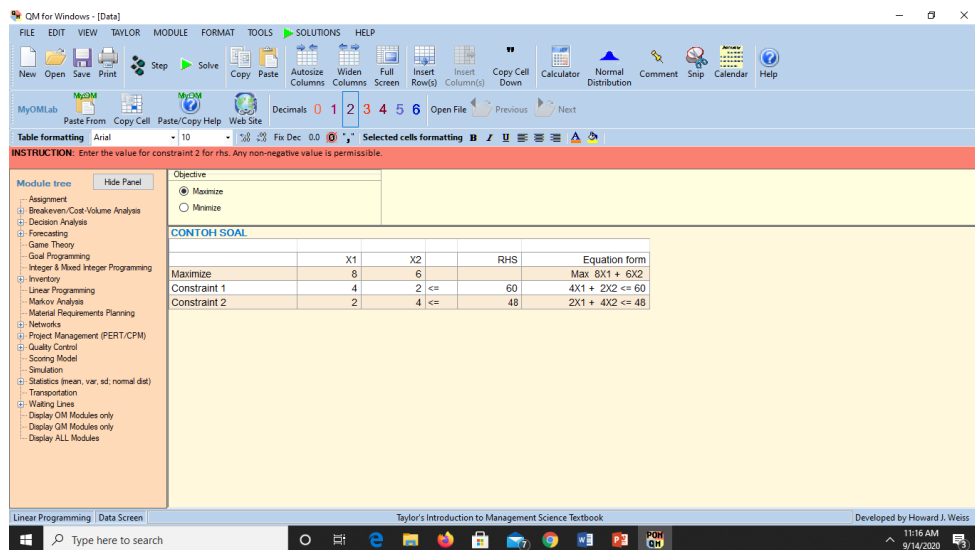 QM for Windows - [Data]
FILE EDIT VIEW TAYLOR MODULE FORMAT TOOLS SOLUTIONS HELP
New Open Save Print Step Solve Copy Paste Autosize Columns Widen Columns Full Screen Insert Row(s) Insert Column(s) Copy Cell Down Calculator Normal Distribution Comment Snip Calendar Help
MyOMLab Paste From Copy Cell Paste/Copy Help Web Site Decimals 0 1 2 3 4 5 6 Open File Previous Next
Table formatting Arial 10 Fix Dec 0.0 0 "," Selected cells formatting B I U A
INSTRUCTION: Enter the value for constraint 2 for rhs. Any non-negative value is permissible.
Module tree Hide Panel
Assignment
Breakeven/Cost-Volume Analysis
Decision Analysis
Forecasting
Game Theory
Goal Programming
Integer & Mixed Integer Programming
Inventory
Linear Programming
Markov Analysis
Material Requirements Planning
Networks
Project Management (PERT/CPM)
Quality Control
Scoring Model
Simulation
Statistics (mean, var, sd; normal dist)
Transportation
Waiting Lines
Display OM Modules only
Display QM Modules only
Display ALL Modules
Objective
Maximize
Minimize
CONTOH SOAL
X1 X2 RHS Equation form
Maximize 8 6 Max 8X1 + 6X2
Constraint 1 4 2 <= 60 4X1 + 2X2 <= 60
Constraint 2 2 4 <= 48 2X1 + 4X2 <= 48
Linear Programming Data Screen Taylor's Introduction to Management Science Textbook Developed by Howard J. Weiss
Type here to search
11:16 AM
9/14/2020